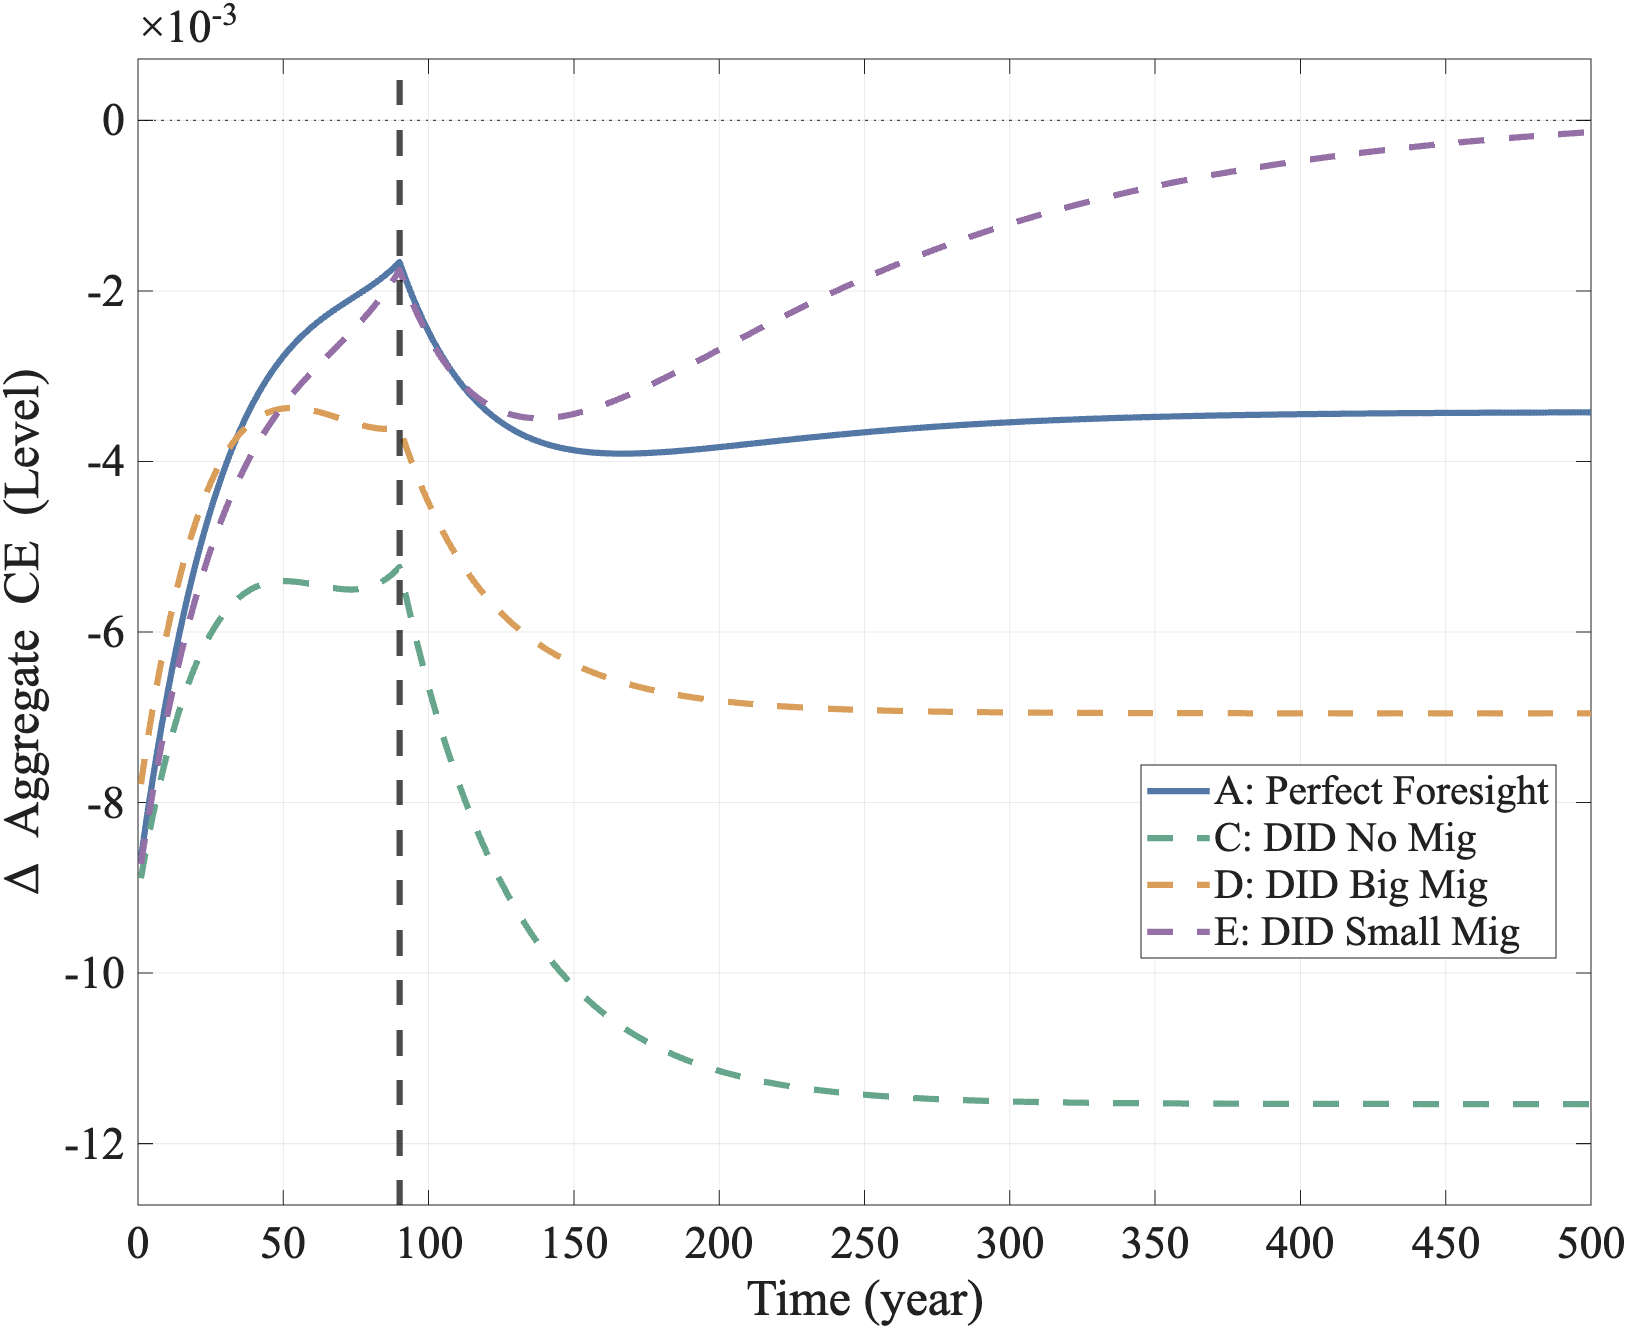 ×10⁻³
0
-2
-4
-6
-8
-10
-12
Δ Aggregate CE (Level)
A: Perfect Foresight
C: DID No Mig
D: DID Big Mig
E: DID Small Mig
0 50 100 150 200 250 300 350 400 450 500
Time (year)